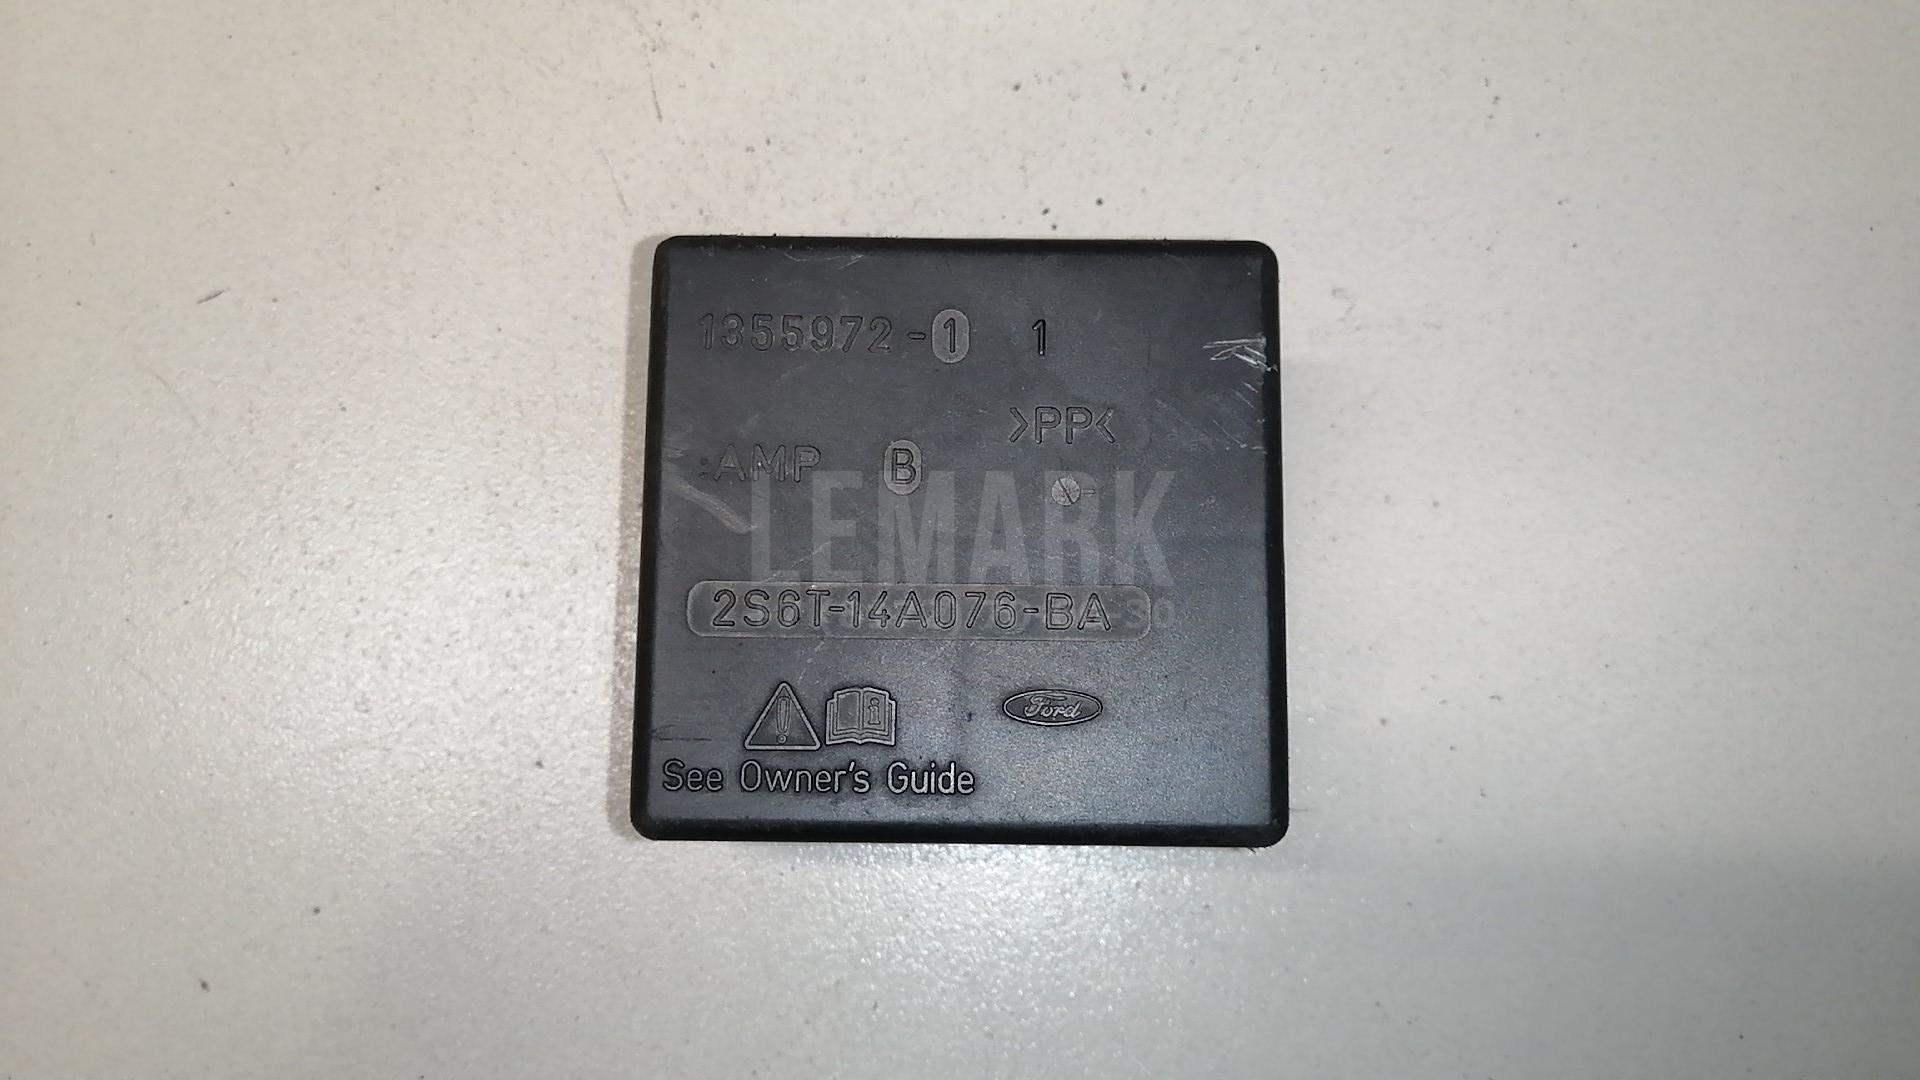 1355972-1 1
>PP<
:AMP B
LEMARK
2S6T-14A076-BA
Ford
See Owner's Guide